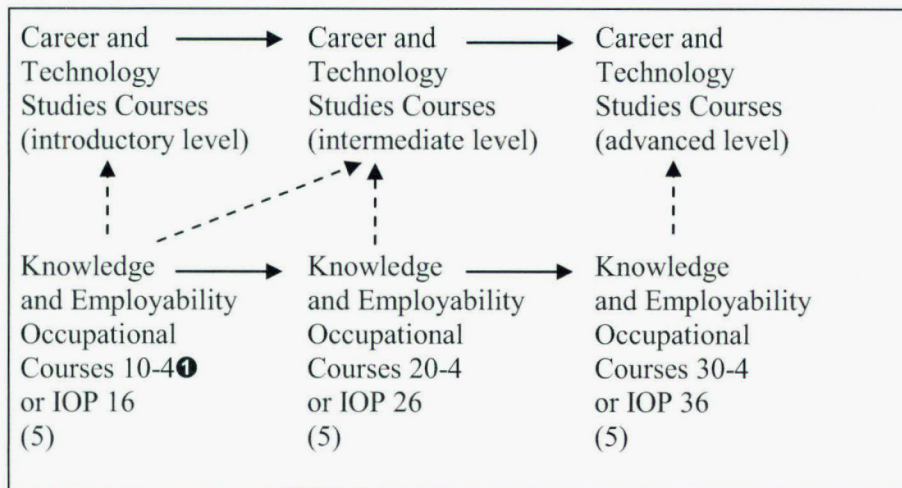 Career and
Technology
Studies Courses
(introductory level)
Career and
Technology
Studies Courses
(intermediate level)
Career and
Technology
Studies Courses
(advanced level)
Knowledge
and Employability
Occupational
Courses 10-4❶
or IOP 16
(5)
Knowledge
and Employability
Occupational
Courses 20-4
or IOP 26
(5)
Knowledge
and Employability
Occupational
Courses 30-4
or IOP 36
(5)